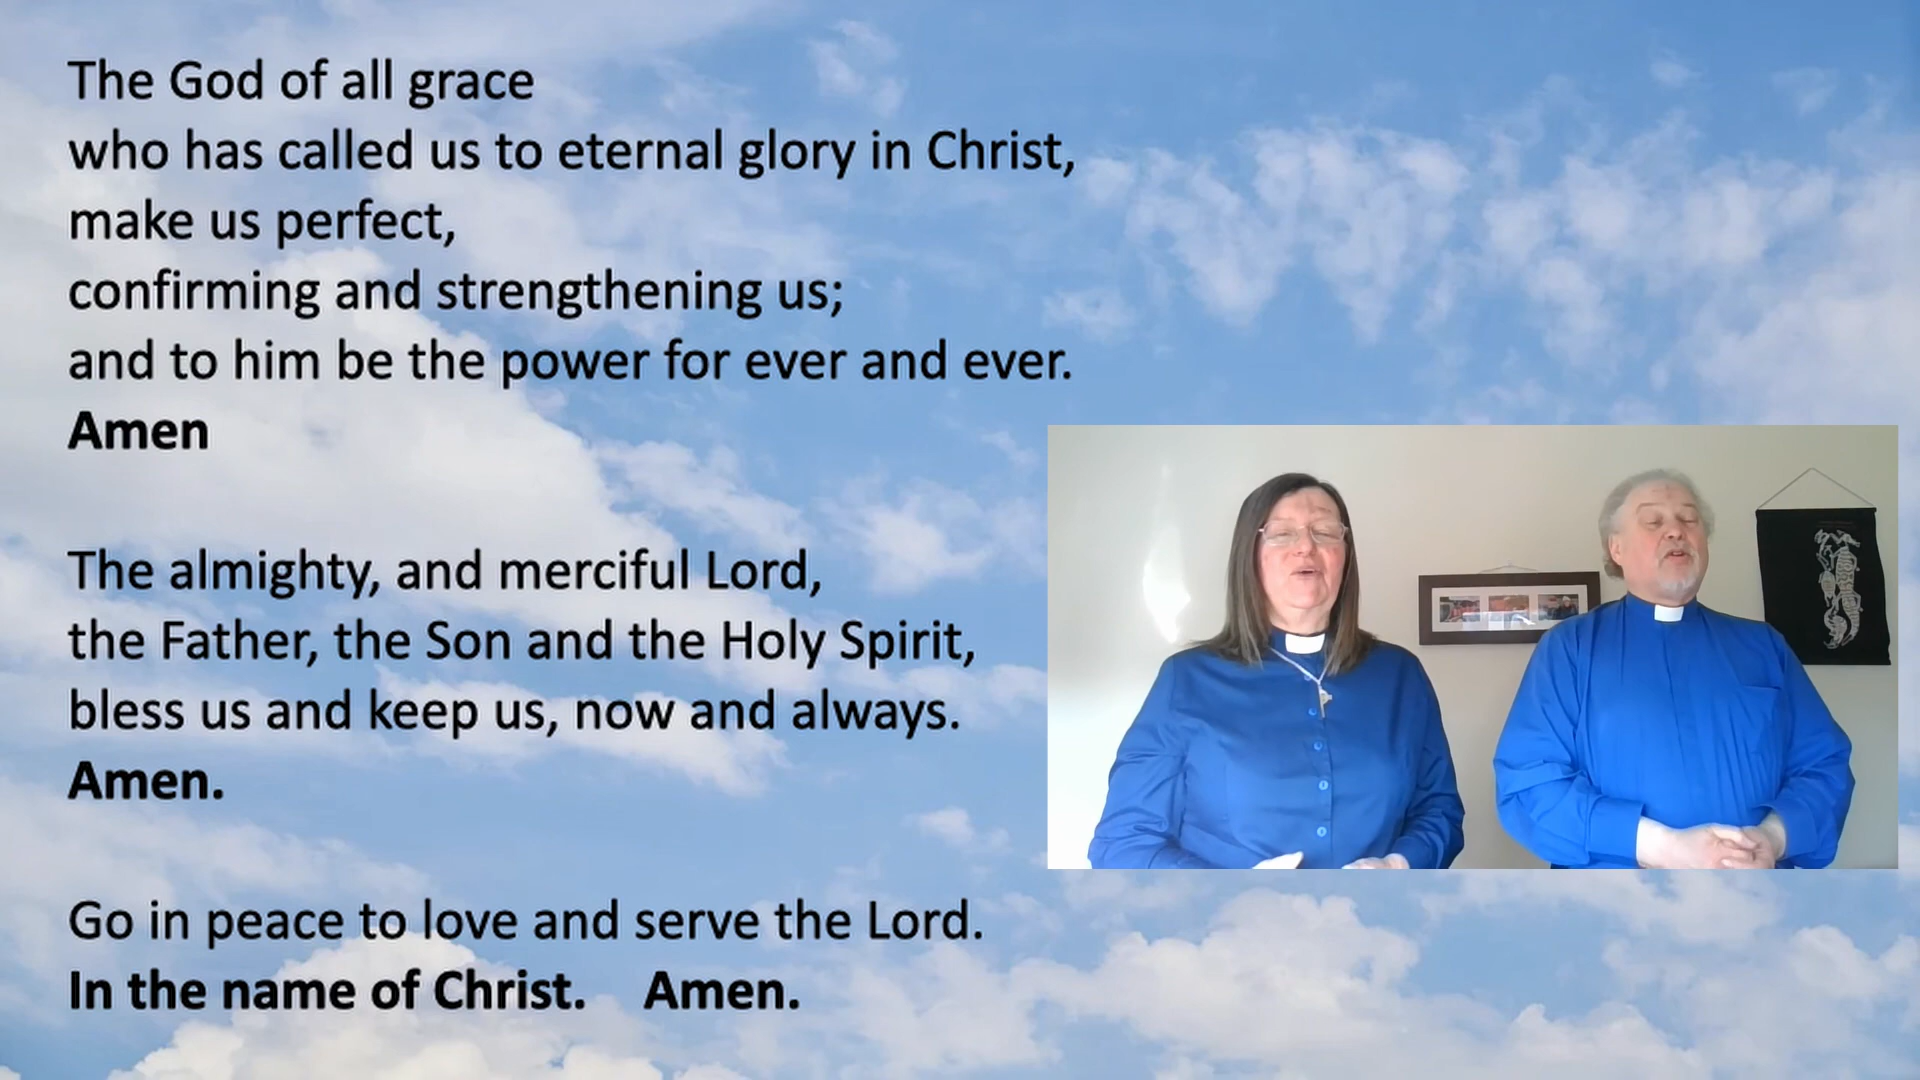 The God of all grace
who has called us to eternal glory in Christ,
make us perfect,
confirming and strengthening us;
and to him be the power for ever and ever.
Amen
The almighty, and merciful Lord,
the Father, the Son and the Holy Spirit,
bless us and keep us, now and always.
Amen.
Go in peace to love and serve the Lord.
In the name of Christ. Amen.